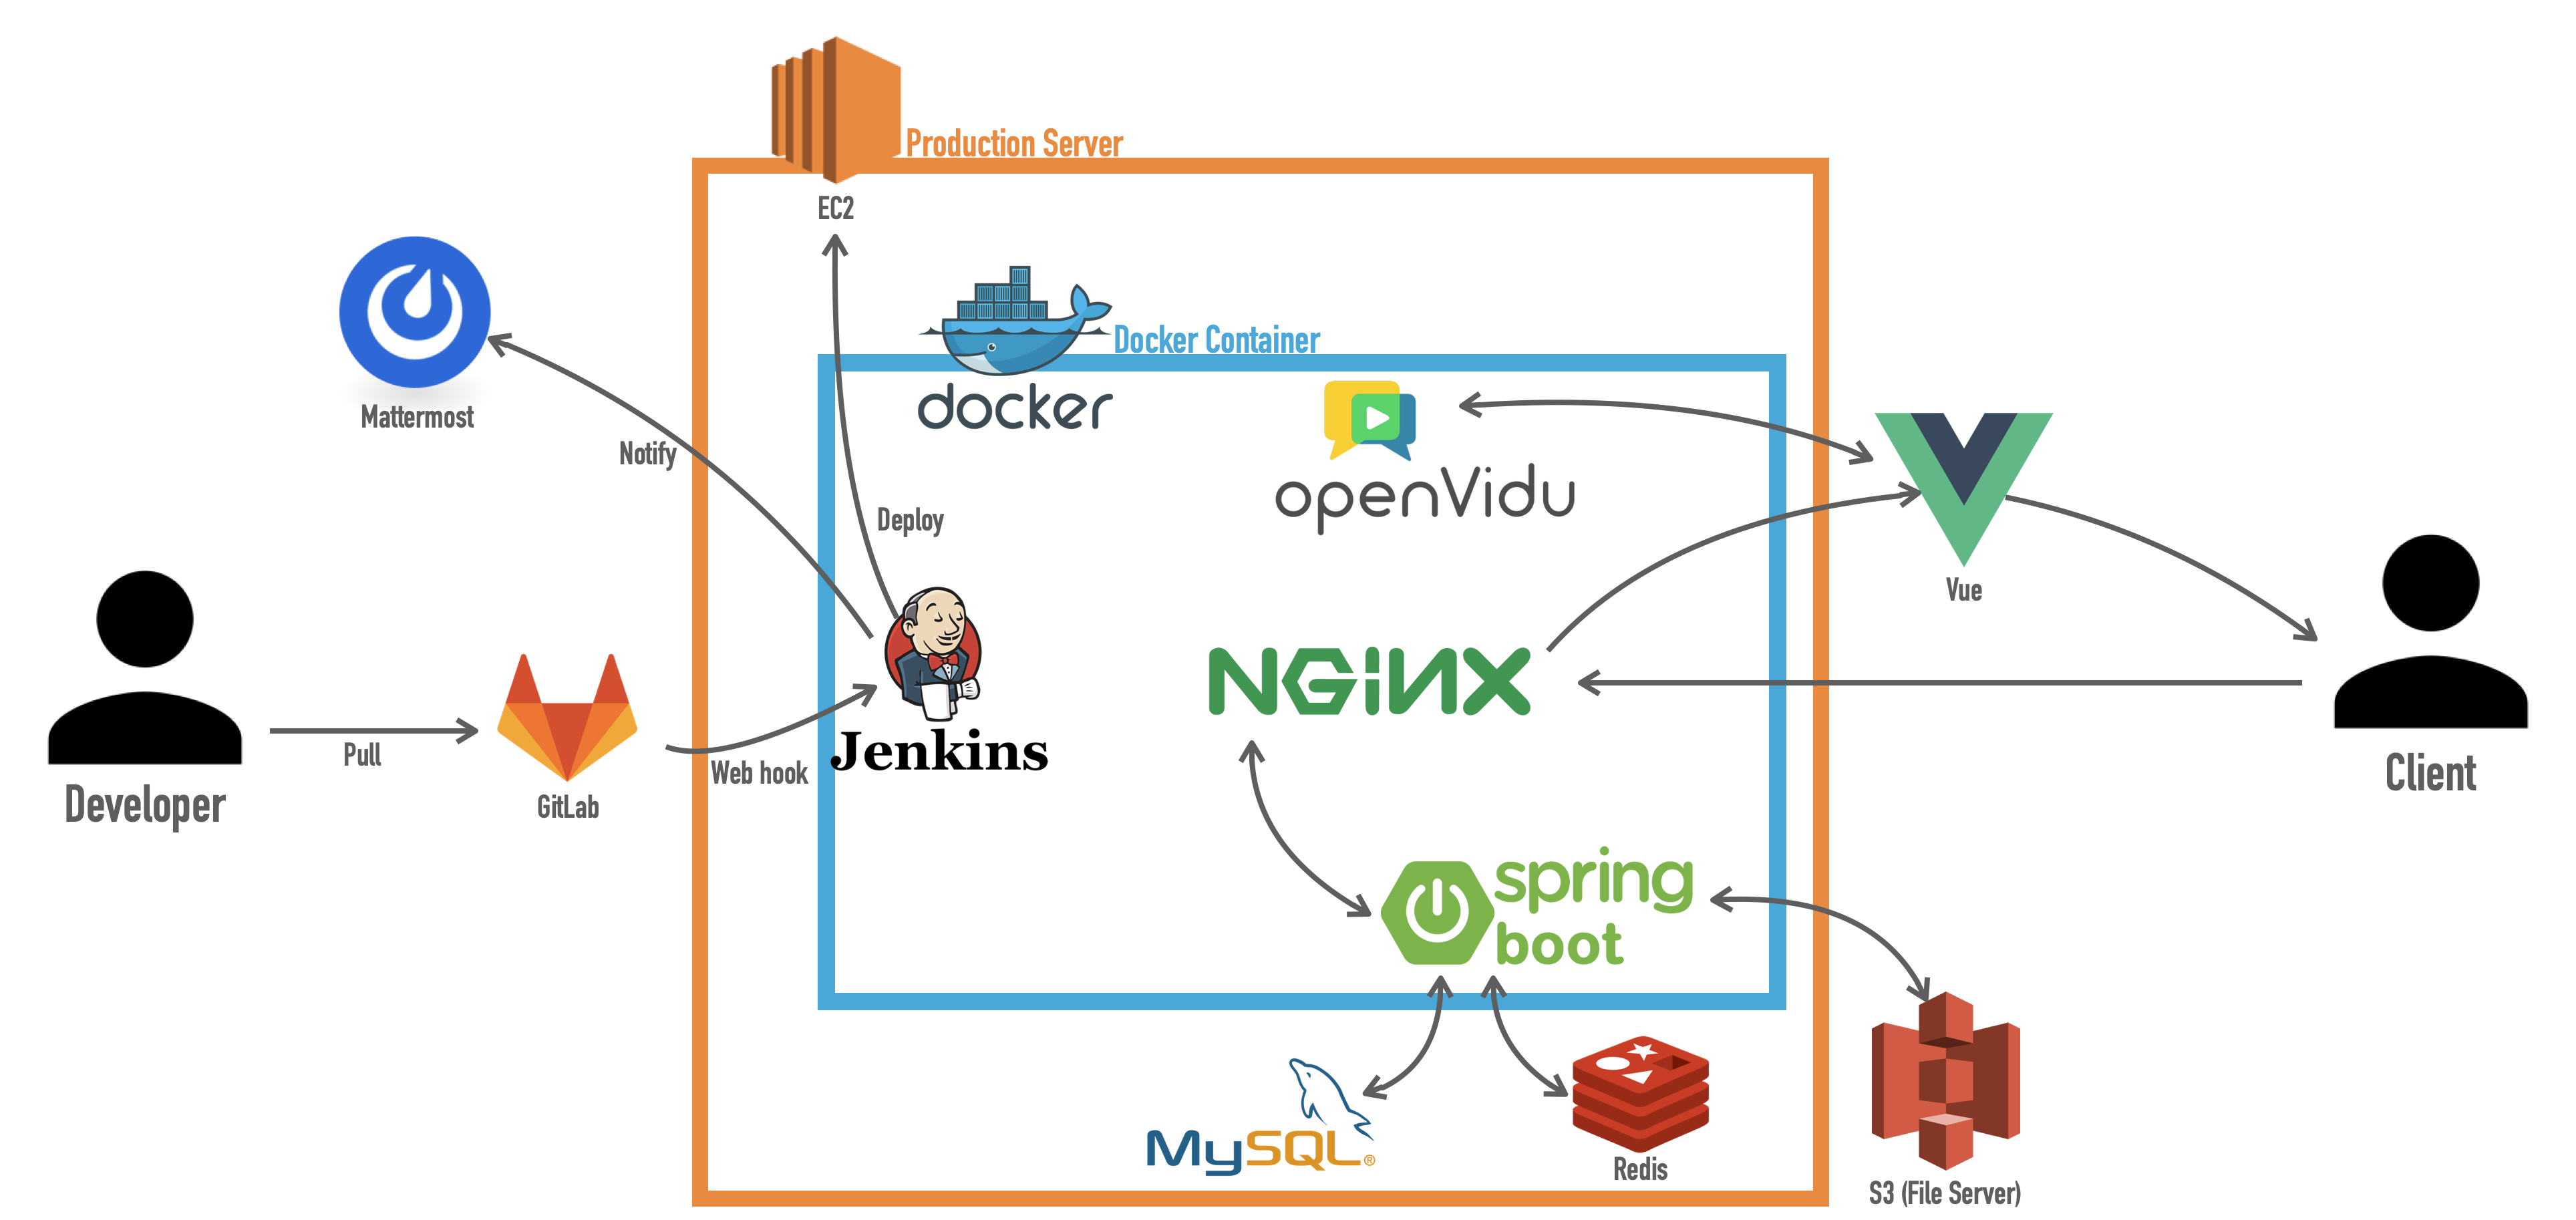 Production Server
EC2
Docker Container
docker
Mattermost
Notify
openVidu
Deploy
Vue
NGiNX
Jenkins
Pull
Web hook
GitLab
Developer
Client
spring
boot
MySQL®
Redis
S3 (File Server)